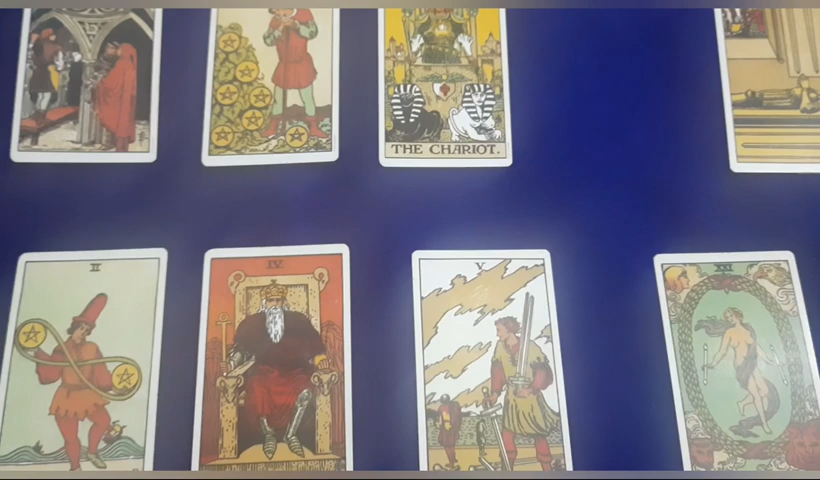 THE CHARIOT.
II
IV
V
XXI